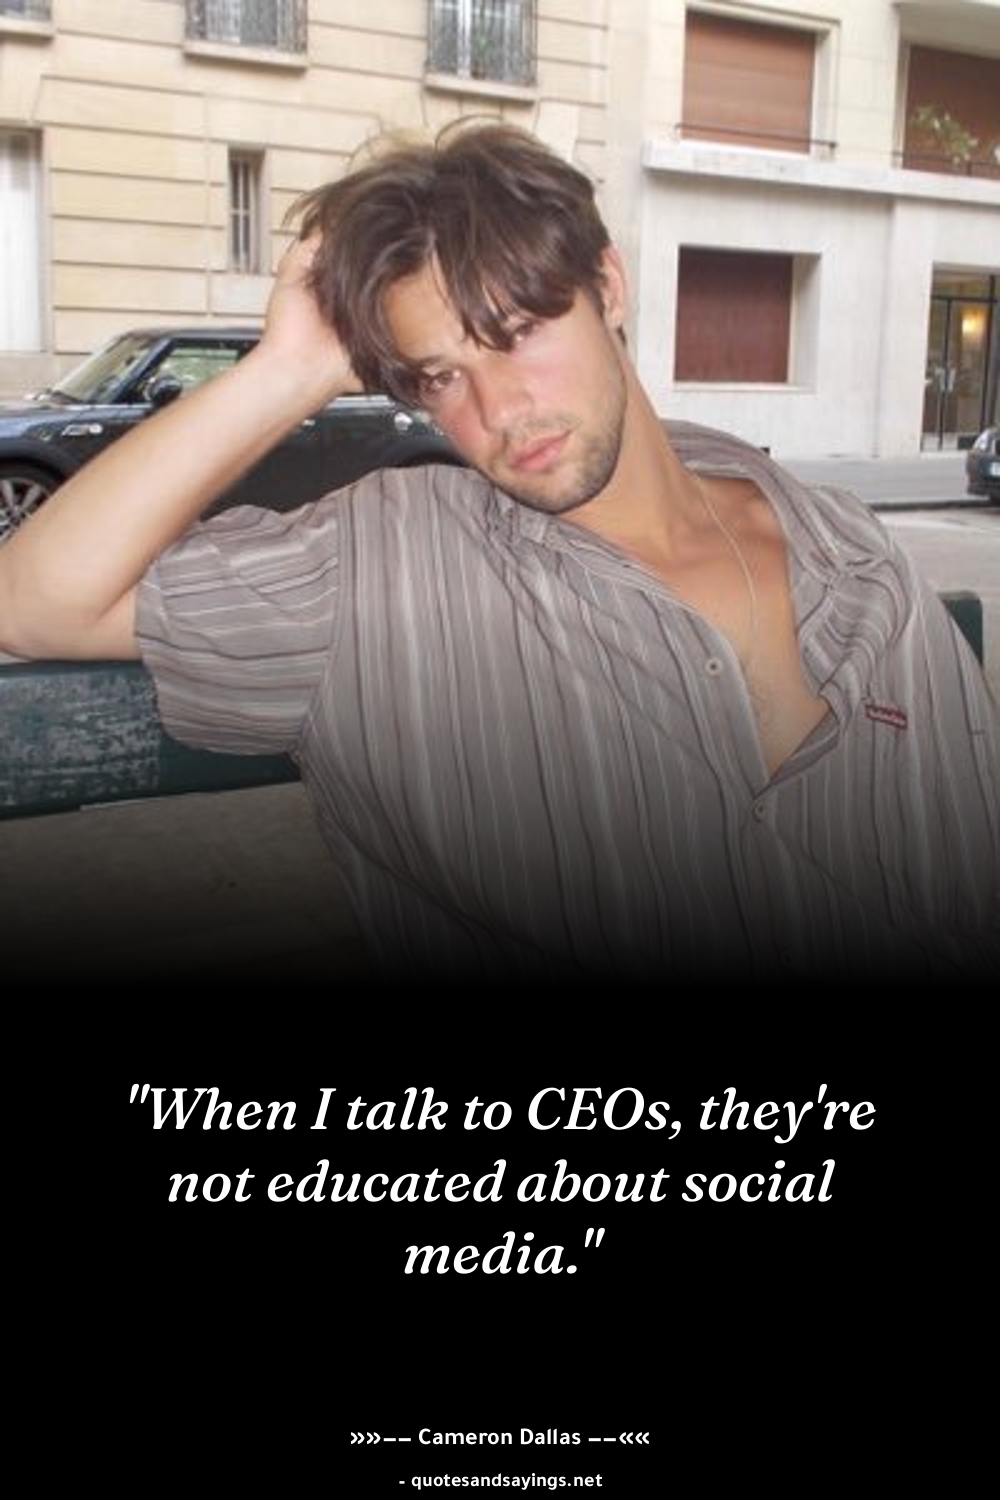 "When I talk to CEOs, they're
not educated about social
media."
»»–– Cameron Dallas ––««
- quotesandsayings.net